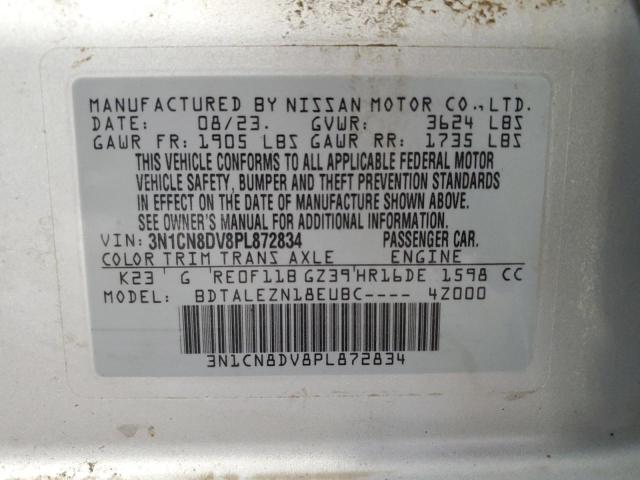 MANUFACTURED BY NISSAN MOTOR CO., LTD.
DATE: 08/23. GVWR: 3624 LBS
GAWR FR: 1905 LBS GAWR RR: 1735 LBS
THIS VEHICLE CONFORMS TO ALL APPLICABLE FEDERAL MOTOR
VEHICLE SAFETY, BUMPER AND THEFT PREVENTION STANDARDS
IN EFFECT ON THE DATE OF MANUFACTURE SHOWN ABOVE.
SEE OWNER'S MANUAL FOR ADDITIONAL INFORMATION.
VIN: 3N1CN8DV8PL872834 PASSENGER CAR.
COLOR TRIM TRANS AXLE ENGINE
K23 G RE0F11B GZ39 HR16DE 1598 CC
MODEL: BDTALEZN18EUBC---- 4Z000
3N1CN8DV8PL872834